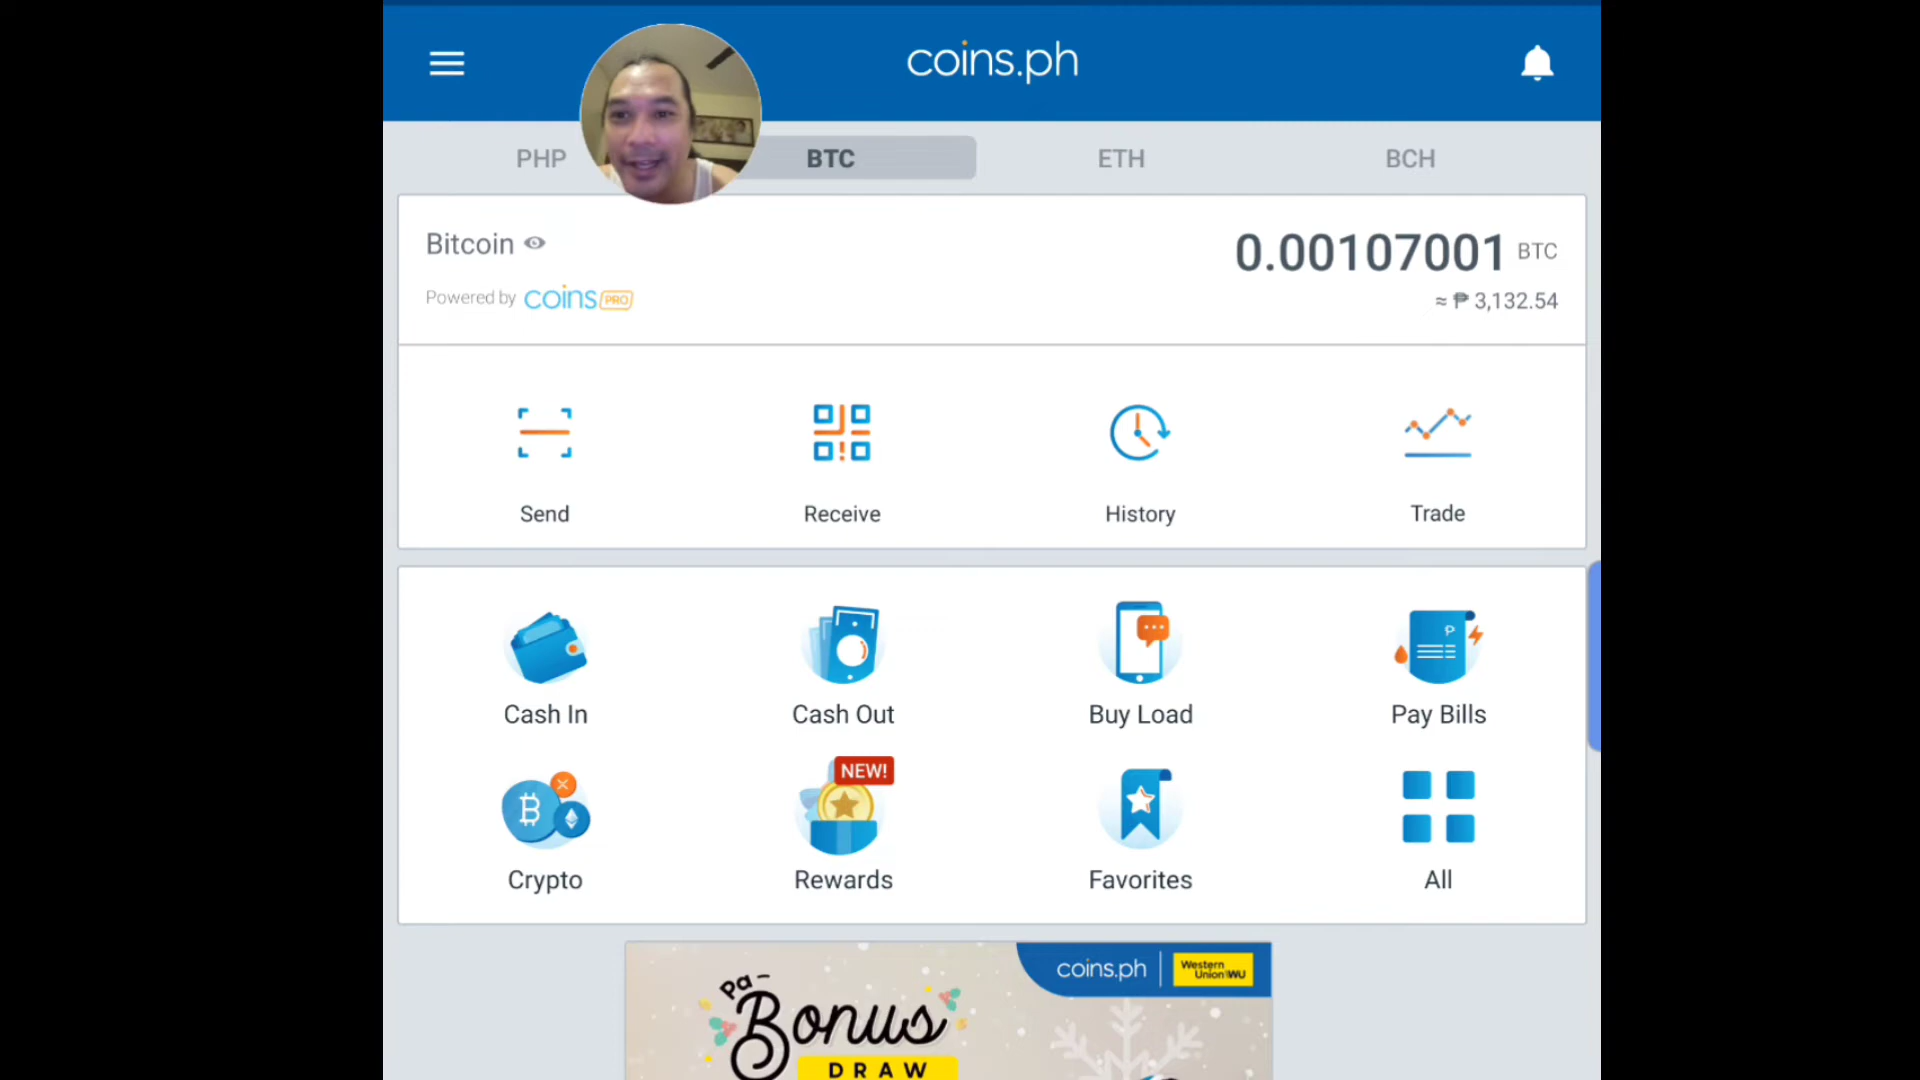 coins.ph
PHP
BTC
ETH
BCH
Bitcoin
0.00107001 BTC
Powered by coins PRO
≈ ₱ 3,132.54
Send
Receive
History
Trade
Cash In
Cash Out
Buy Load
Pay Bills
NEW!
Crypto
Rewards
Favorites
All
coins.ph
Western
Union WU
Pa-
Bonus
DRAW